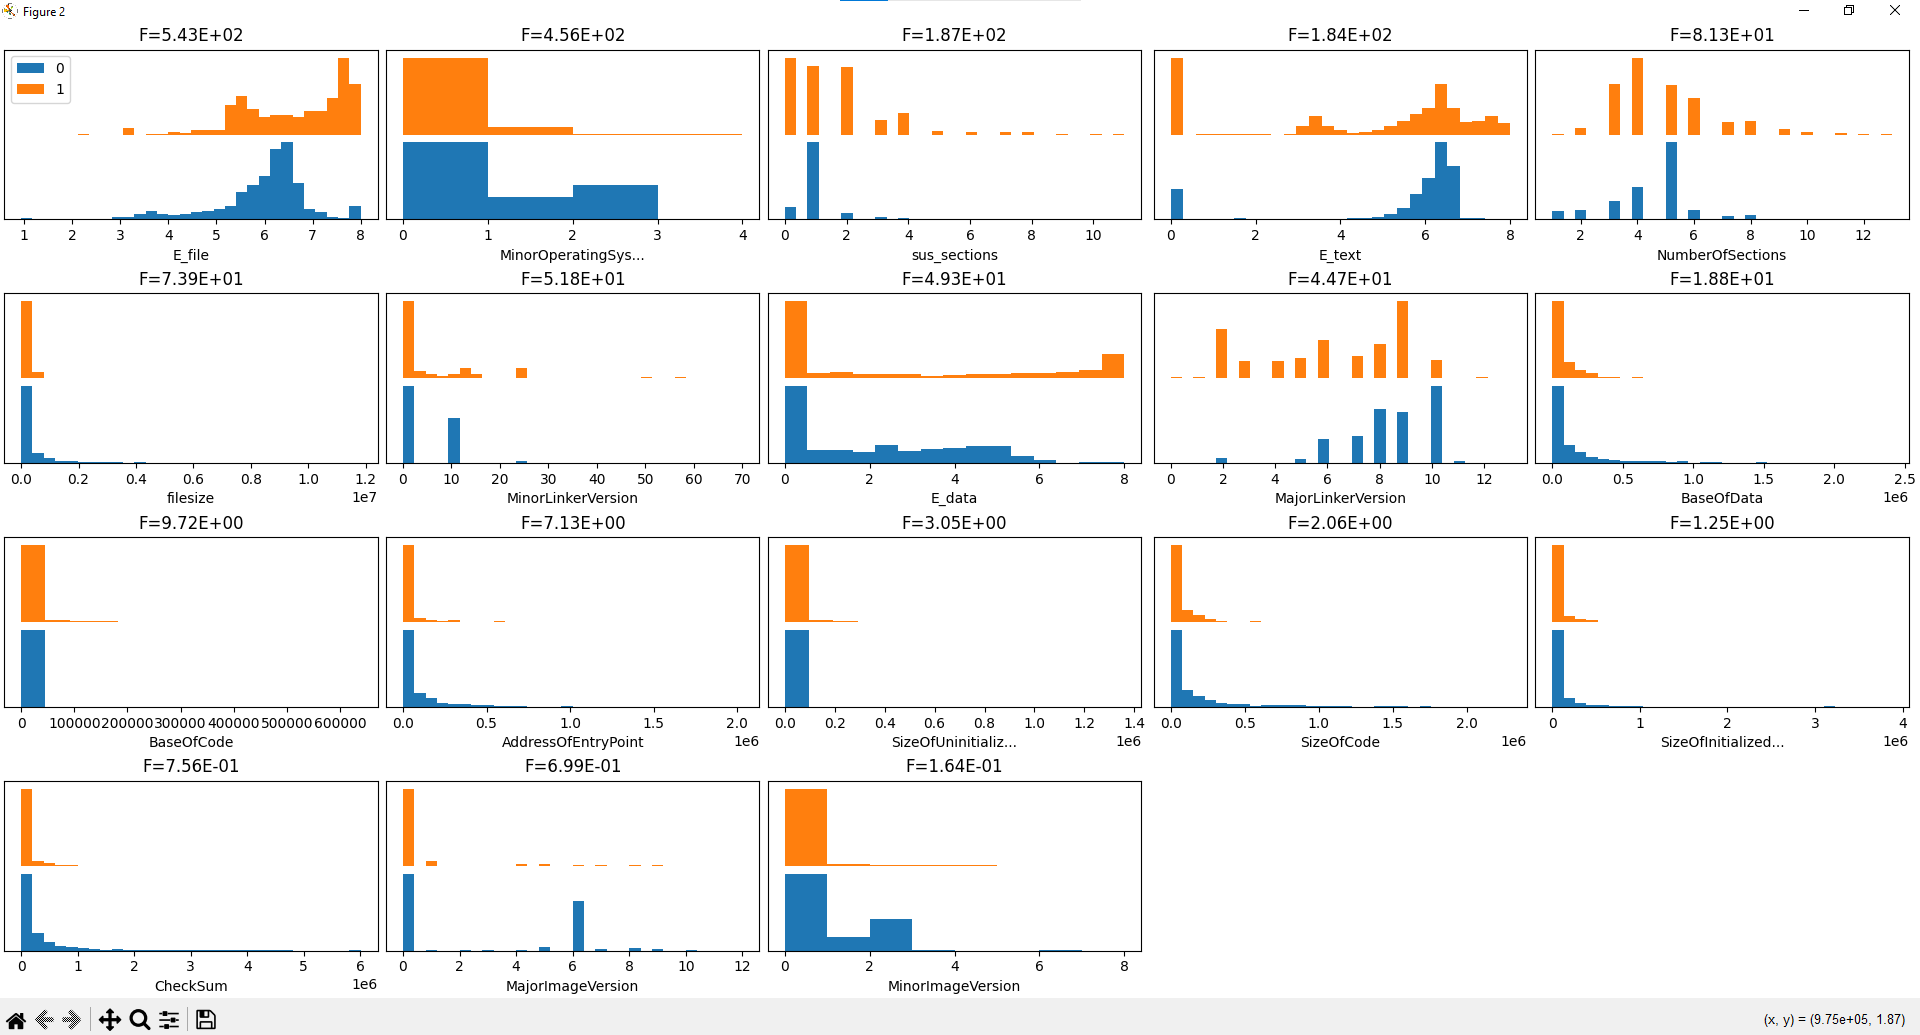 Figure 2
F=5.43E+02 F=4.56E+02 F=1.87E+02 F=1.84E+02 F=8.13E+01
0
1
1 2 3 4 5 6 7 8 0 1 2 3 4 0 2 4 6 8 10 0 2 4 6 8 2 4 6 8 10 12
E_file MinorOperatingSys... sus_sections E_text NumberOfSections
F=7.39E+01 F=5.18E+01 F=4.93E+01 F=4.47E+01 F=1.88E+01
0.0 0.2 0.4 0.6 0.8 1.0 1.2 0 10 20 30 40 50 60 70 0 2 4 6 8 0 2 4 6 8 10 12 0.0 0.5 1.0 1.5 2.0 2.5
filesize 1e7 MinorLinkerVersion E_data MajorLinkerVersion BaseOfData 1e6
F=9.72E+00 F=7.13E+00 F=3.05E+00 F=2.06E+00 F=1.25E+00
0 100000 200000 300000 400000 500000 600000 0.0 0.5 1.0 1.5 2.0 0.0 0.2 0.4 0.6 0.8 1.0 1.2 1.4 0.0 0.5 1.0 1.5 2.0 0 1 2 3 4
BaseOfCode AddressOfEntryPoint 1e6 SizeOfUninitializ... 1e6 SizeOfCode 1e6 SizeOfInitialized... 1e6
F=7.56E-01 F=6.99E-01 F=1.64E-01
0 1 2 3 4 5 6 0 2 4 6 8 10 12 0 2 4 6 8
CheckSum 1e6 MajorImageVersion MinorImageVersion
(x, y) = (9.75e+05, 1.87)